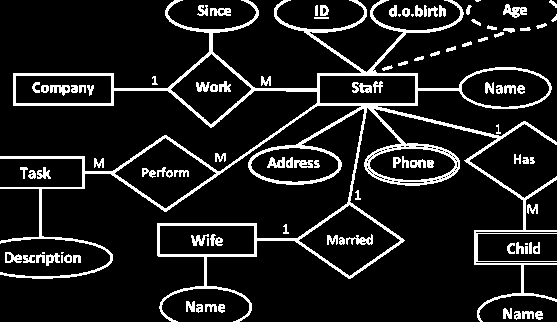 Since
ID
d.o.birth
Age
Company
1
Work
M
Staff
Name
1
Task
M
Perform
M
Address
Phone
Has
1
M
Wife
1
Married
Child
Description
Name
Name